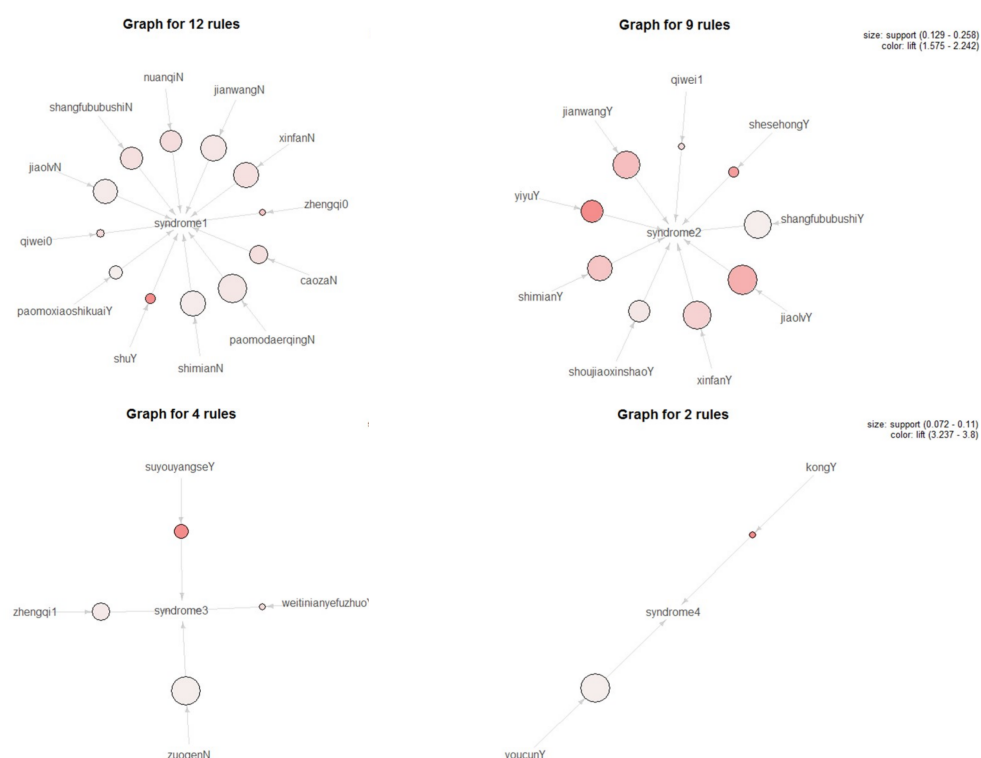 Graph for 12 rules
nuanqiN
jianwangN
shangfububushiN
xinfanN
jiaolvN
zhengqi0
syndrome1
qiwei0
caozaN
paomoxiaoshikuaiY
paomodaerqingN
shuY
shimianN
Graph for 9 rules
size: support (0.129 - 0.258)
color: lift (1.575 - 2.242)
qiwei1
jianwangY
shesehongY
yiyuY
shangfububushiY
syndrome2
shimianY
jiaolvY
shoujiaoxinshaoY
xinfanY
Graph for 4 rules
suyouyangseY
zhengqi1
syndrome3
weitinianyefuzhuo
zuogenN
Graph for 2 rules
size: support (0.072 - 0.11)
color: lift (3.237 - 3.8)
kongY
syndrome4
youcunY